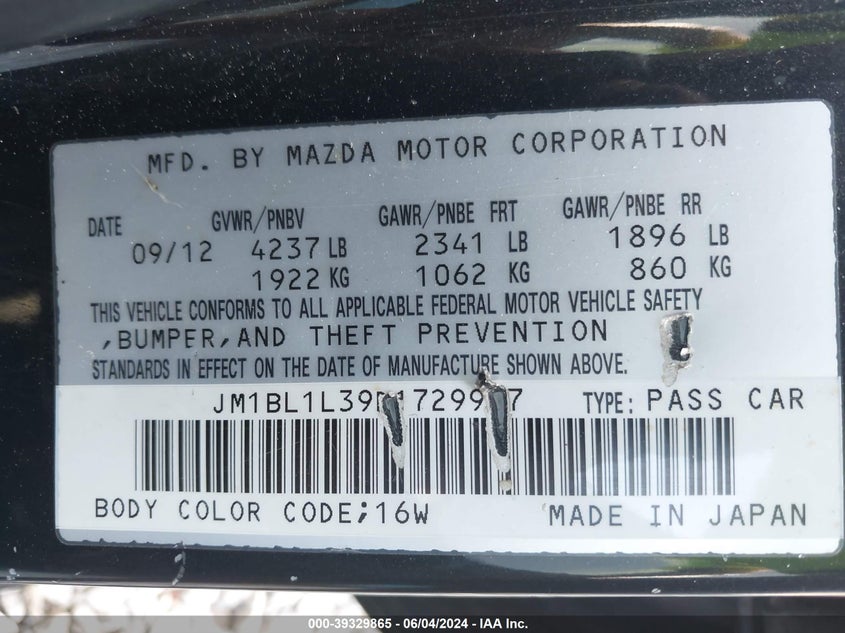 MFD. BY MAZDA MOTOR CORPORATION
DATE GVWR/PNBV GAWR/PNBE FRT GAWR/PNBE RR
09/12 4237 LB 2341 LB 1896 LB
1922 KG 1062 KG 860 KG
THIS VEHICLE CONFORMS TO ALL APPLICABLE FEDERAL MOTOR VEHICLE SAFETY
,BUMPER,AND THEFT PREVENTION
STANDARDS IN EFFECT ON THE DATE OF MANUFACTURE SHOWN ABOVE.
TYPE: PASS CAR
BODY COLOR CODE;16W MADE IN JAPAN
000-39329865 - 06/04/2024 - IAA Inc.